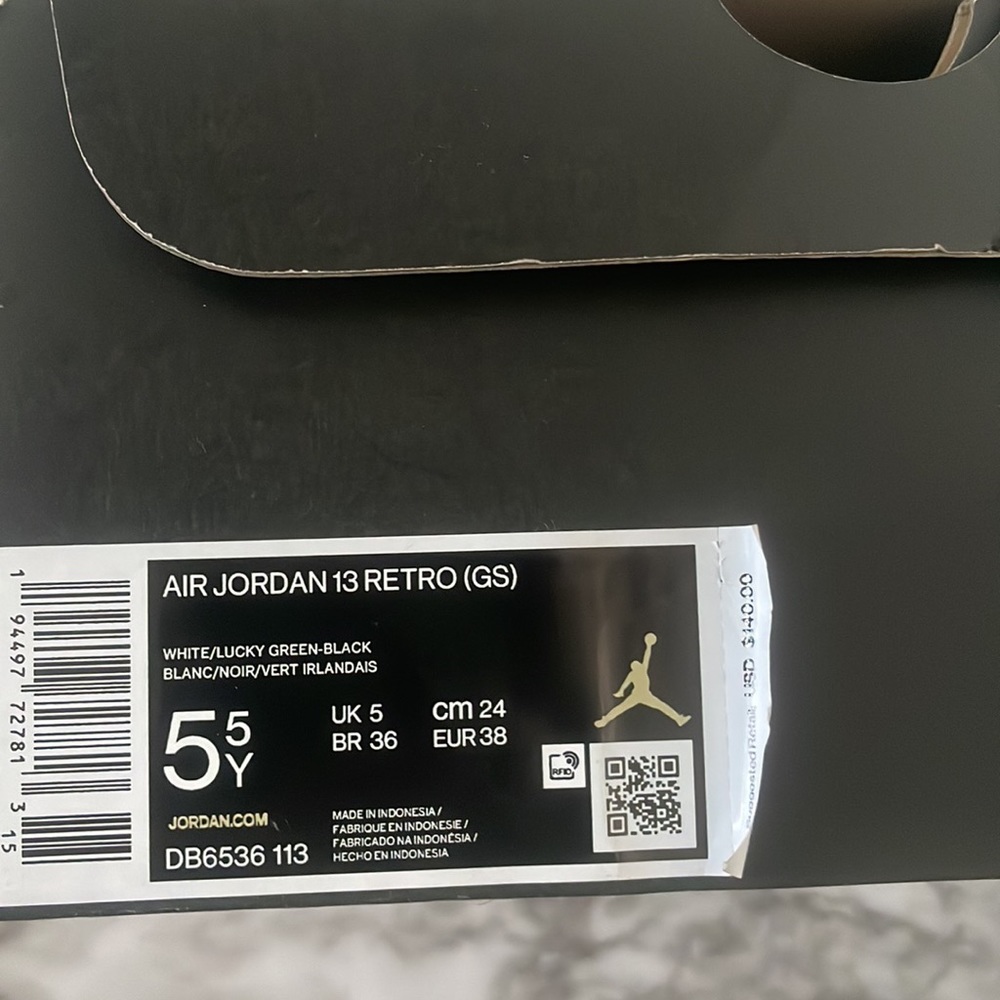 AIR JORDAN 13 RETRO (GS)
WHITE/LUCKY GREEN-BLACK
BLANC/NOIR/VERT IRLANDAIS
5 5Y
UK 5 cm 24
BR 36 EUR 38
RFID
JORDAN.COM
DB6536 113
MADE IN INDONESIA /
FABRIQUE EN INDONESIE /
FABRICADO NA INDONÉSIA /
HECHO EN INDONESIA
1 94497 72781 3 15
Suggested Retail: USD $140.00